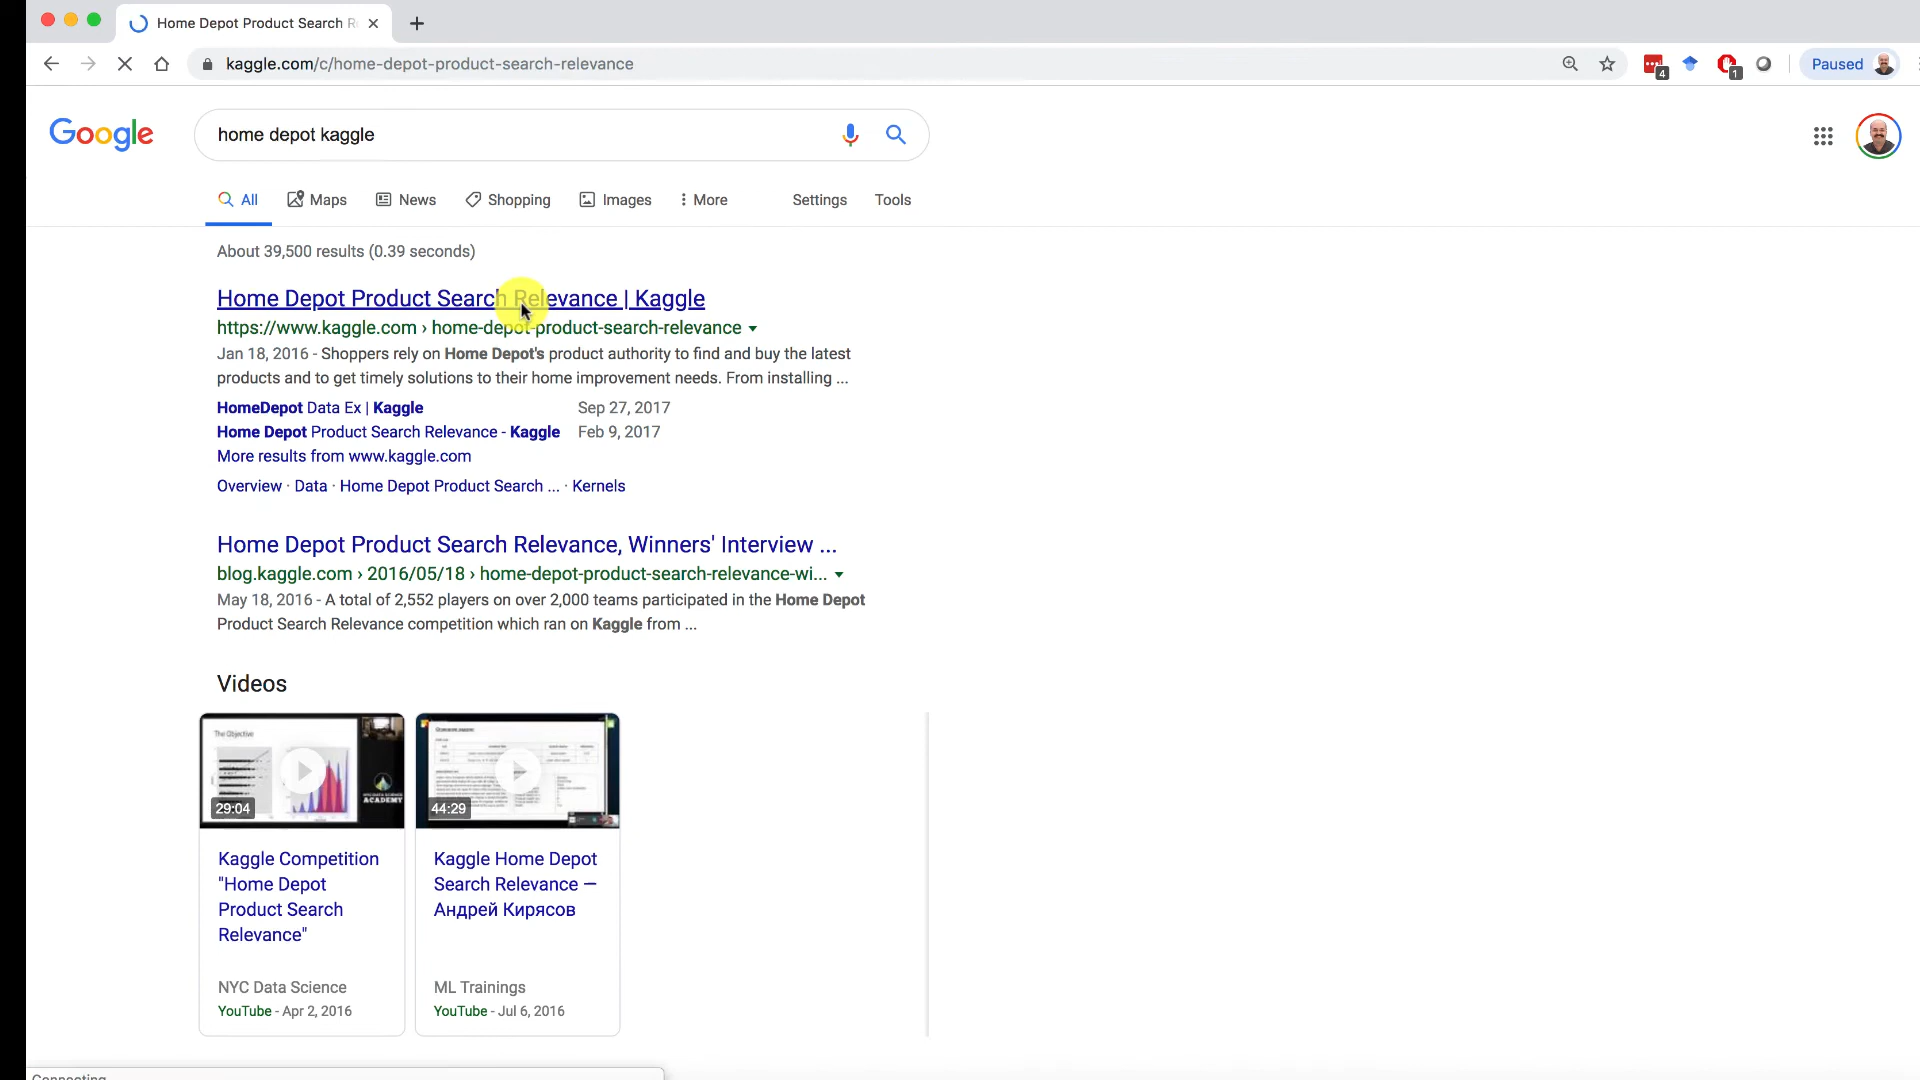 Home Depot Product Search R
kaggle.com/c/home-depot-product-search-relevance
4
1
Paused
Google
home depot kaggle
All
Maps
News
Shopping
Images
More
Settings
Tools
About 39,500 results (0.39 seconds)
Home Depot Product Search Relevance | Kaggle
https://www.kaggle.com › home-depot-product-search-relevance
Jan 18, 2016 - Shoppers rely on Home Depot's product authority to find and buy the latest
products and to get timely solutions to their home improvement needs. From installing ...
HomeDepot Data Ex | Kaggle
Sep 27, 2017
Home Depot Product Search Relevance - Kaggle
Feb 9, 2017
More results from www.kaggle.com
Overview · Data · Home Depot Product Search ... · Kernels
Home Depot Product Search Relevance, Winners' Interview ...
blog.kaggle.com › 2016/05/18 › home-depot-product-search-relevance-wi...
May 18, 2016 - A total of 2,552 players on over 2,000 teams participated in the Home Depot
Product Search Relevance competition which ran on Kaggle from ...
Videos
The Objective
ACADEMY
29:04
44:29
Kaggle Competition
"Home Depot
Product Search
Relevance"
NYC Data Science
YouTube - Apr 2, 2016
Kaggle Home Depot
Search Relevance —
Андрей Кирясов
ML Trainings
YouTube - Jul 6, 2016
Connecting